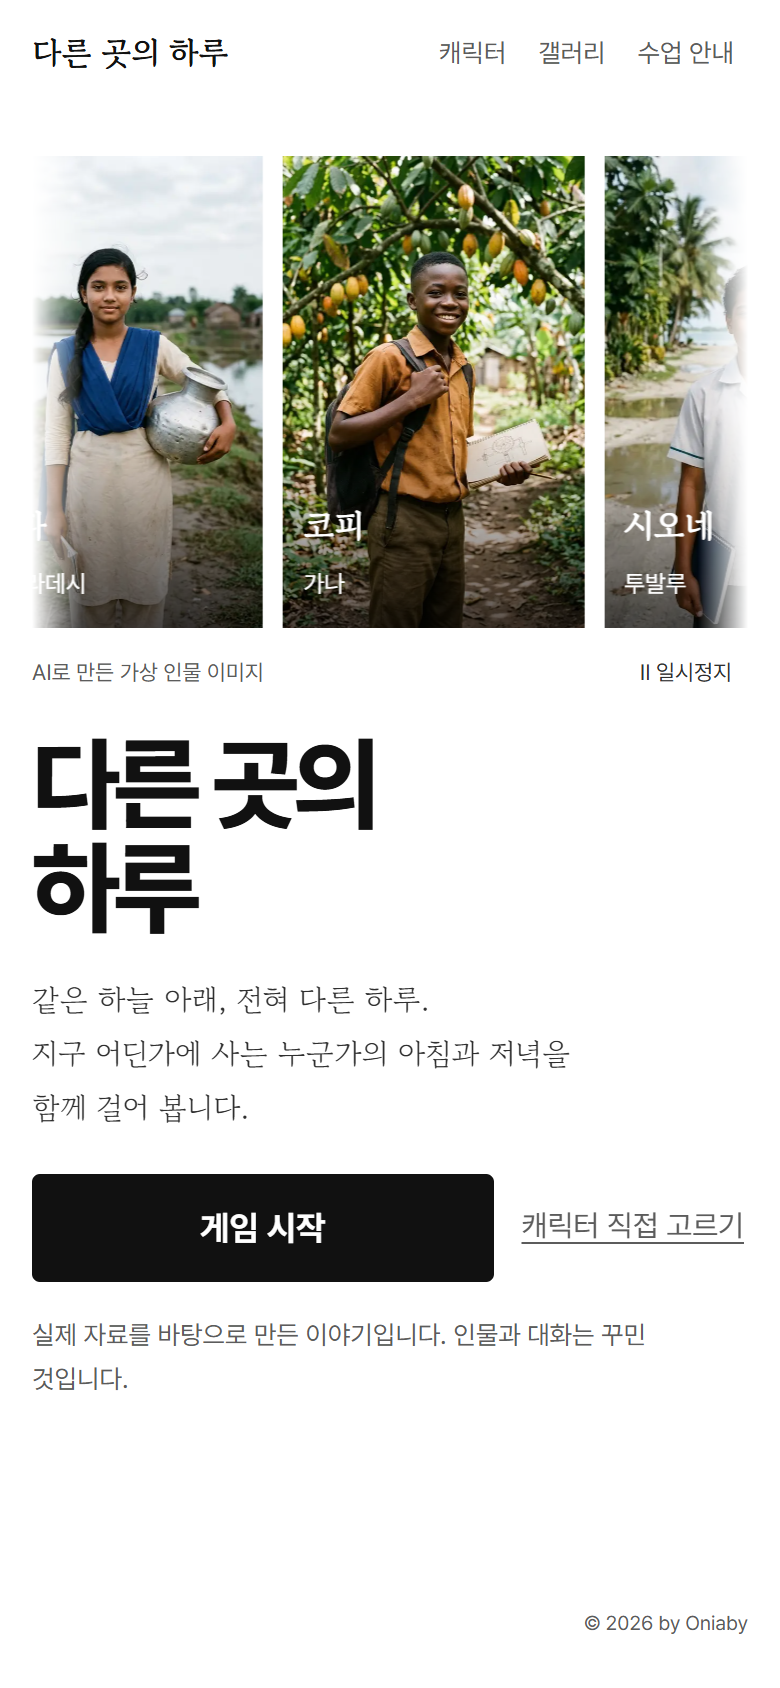 다른 곳의 하루
캐릭터 갤러리 수업 안내
코피
가나
시오네
투발루
AI로 만든 가상 인물 이미지
II 일시정지
다른 곳의
하루
같은 하늘 아래, 전혀 다른 하루.
지구 어딘가에 사는 누군가의 아침과 저녁을
함께 걸어 봅니다.
게임 시작
캐릭터 직접 고르기
실제 자료를 바탕으로 만든 이야기입니다. 인물과 대화는 꾸민
것입니다.
© 2026 by Oniaby